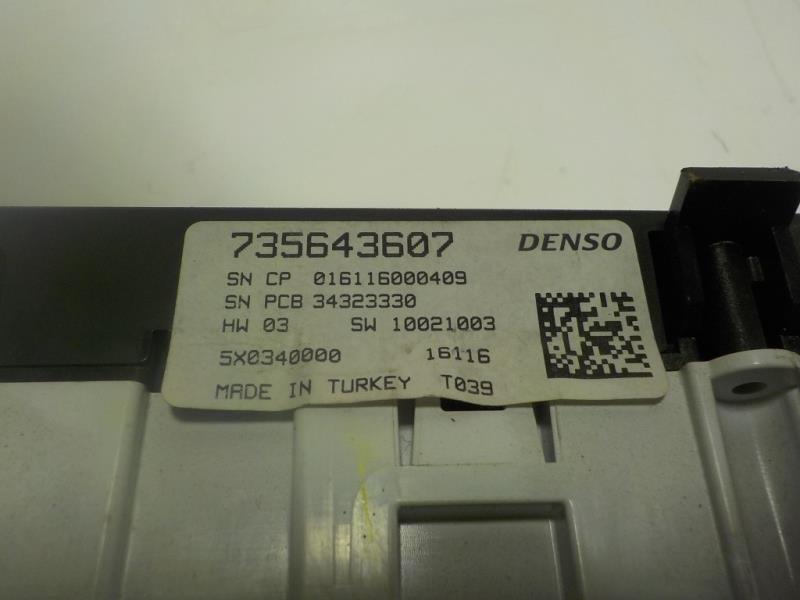 735643607 DENSO
SN CP 016116000409
SN PCB 34323330
HW 03 SW 10021003
5X0340000 16116
MADE IN TURKEY T039